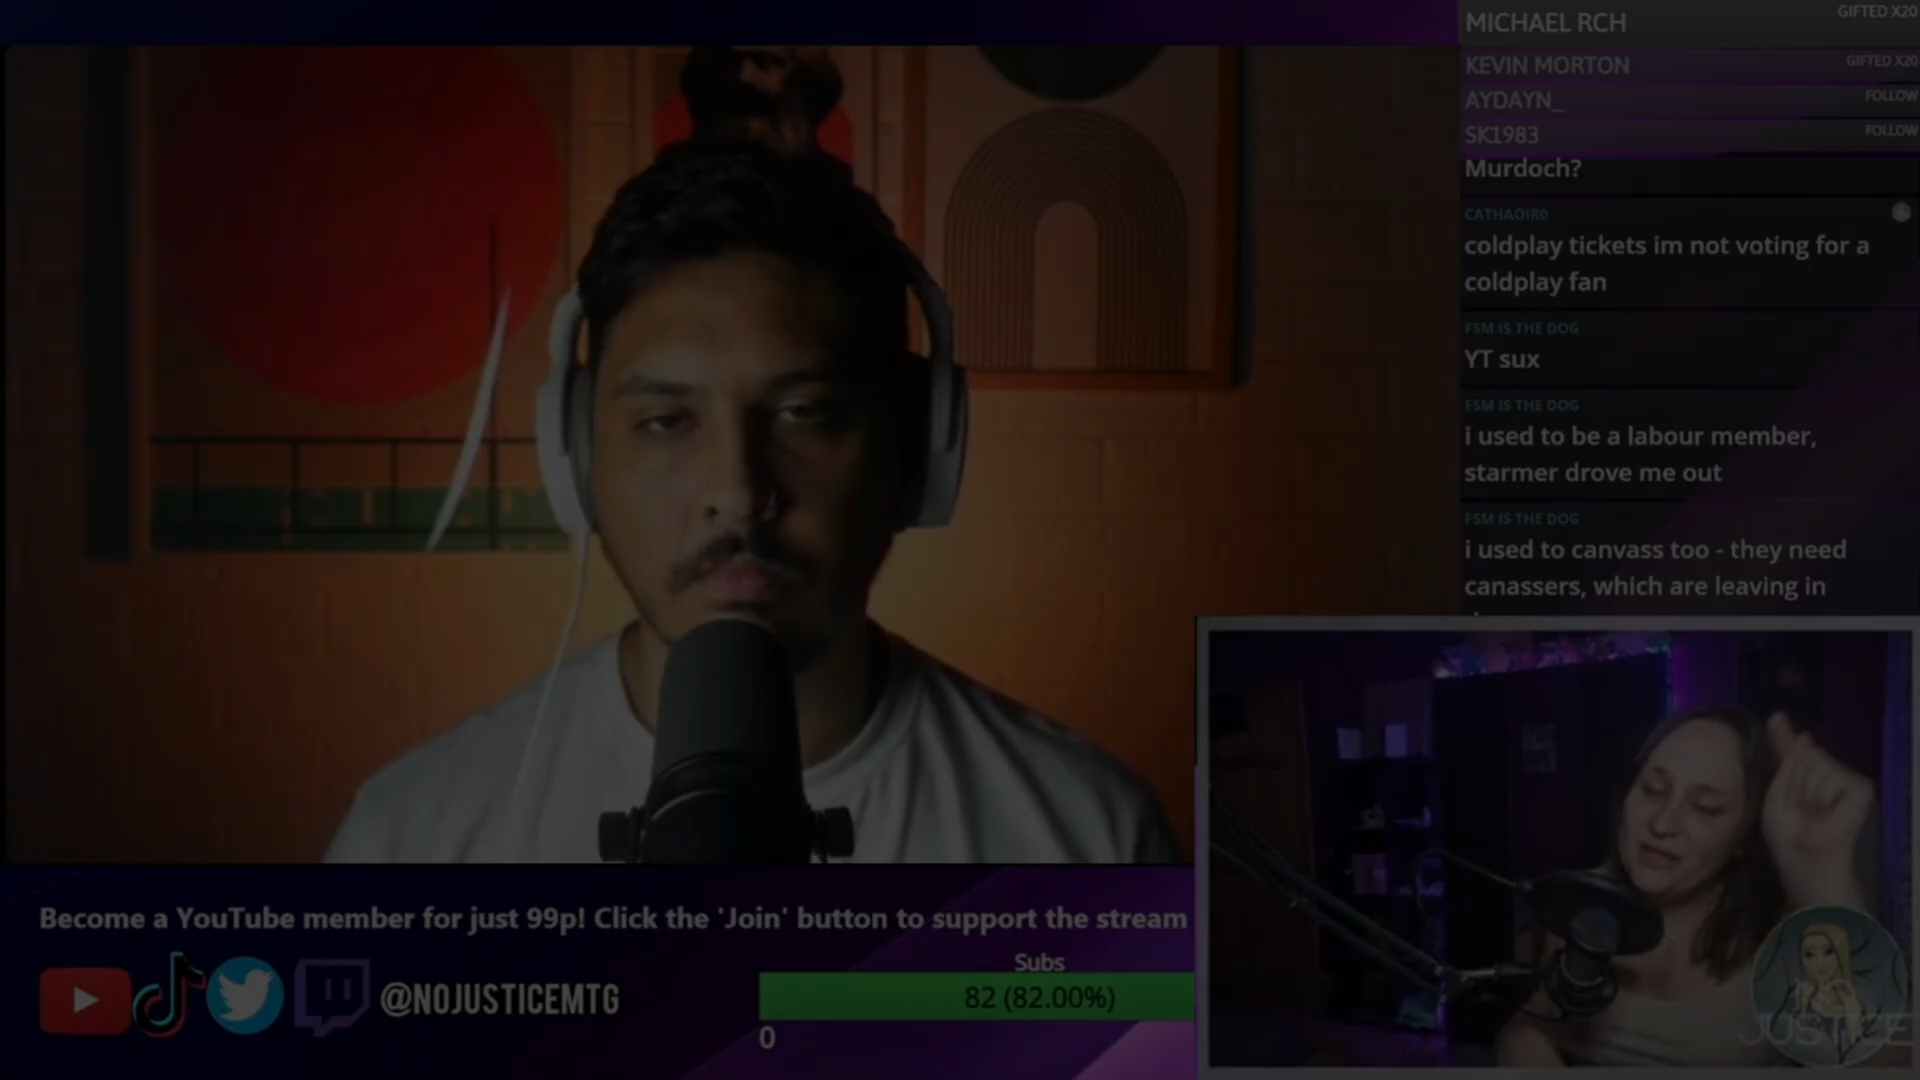 MICHAEL RCH GIFTED X20
KEVIN MORTON GIFTED X20
AYDAYN_ FOLLOW
SK1983 FOLLOW
Murdoch?
CATHAOIR0
coldplay tickets im not voting for a
coldplay fan
FSM IS THE DOG
YT sux
FSM IS THE DOG
i used to be a labour member,
starmer drove me out
FSM IS THE DOG
i used to canvass too - they need
canassers, which are leaving in
Become a YouTube member for just 99p! Click the 'Join' button to support the stream
@NOJUSTICEMTG
Subs
82 (82.00%)
0
NO
JUSTICE